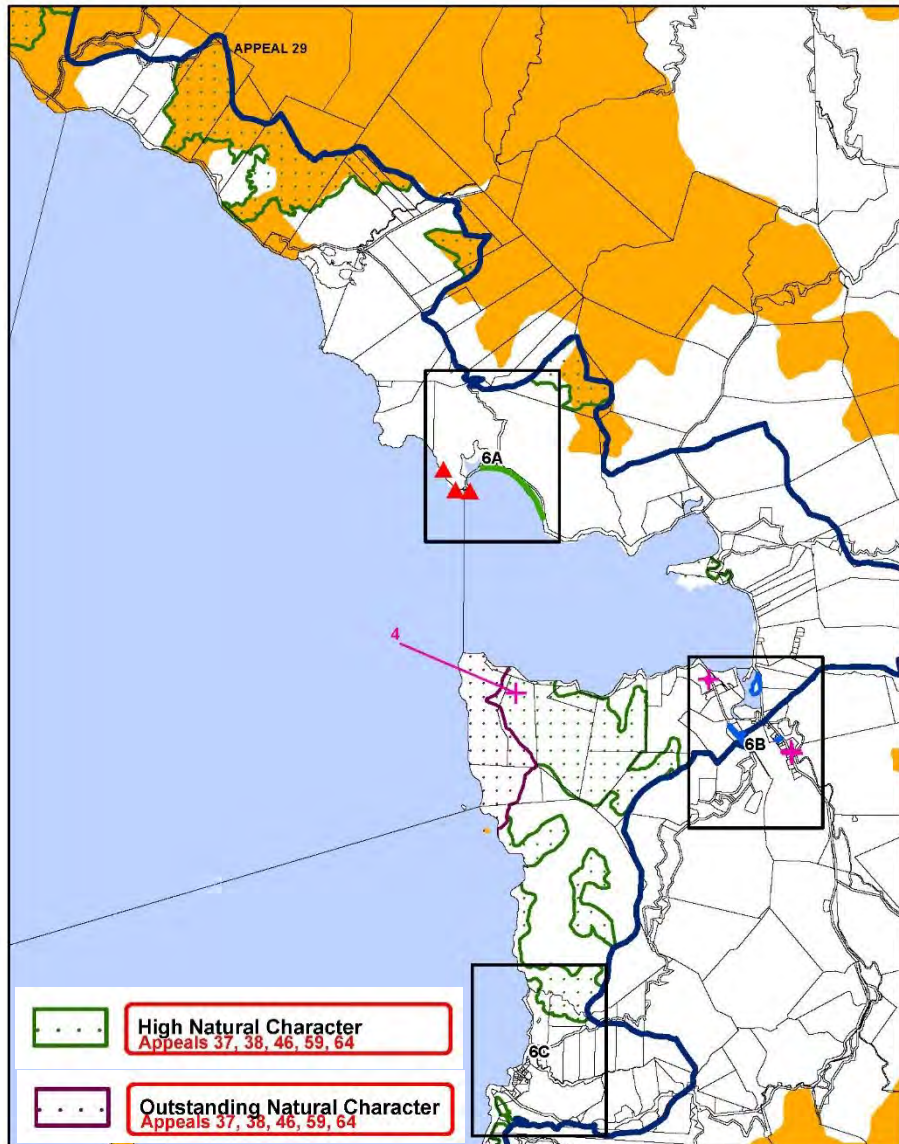 APPEAL 29
6A
4
6B
6C
High Natural Character
Appeals 37, 38, 46, 59, 64
Outstanding Natural Character
Appeals 37, 38, 46, 59, 64